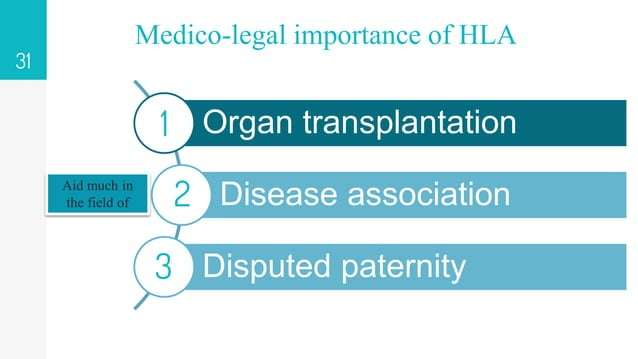 31
Medico-legal importance of HLA
1 Organ transplantation
Aid much in
the field of
2 Disease association
3 Disputed paternity